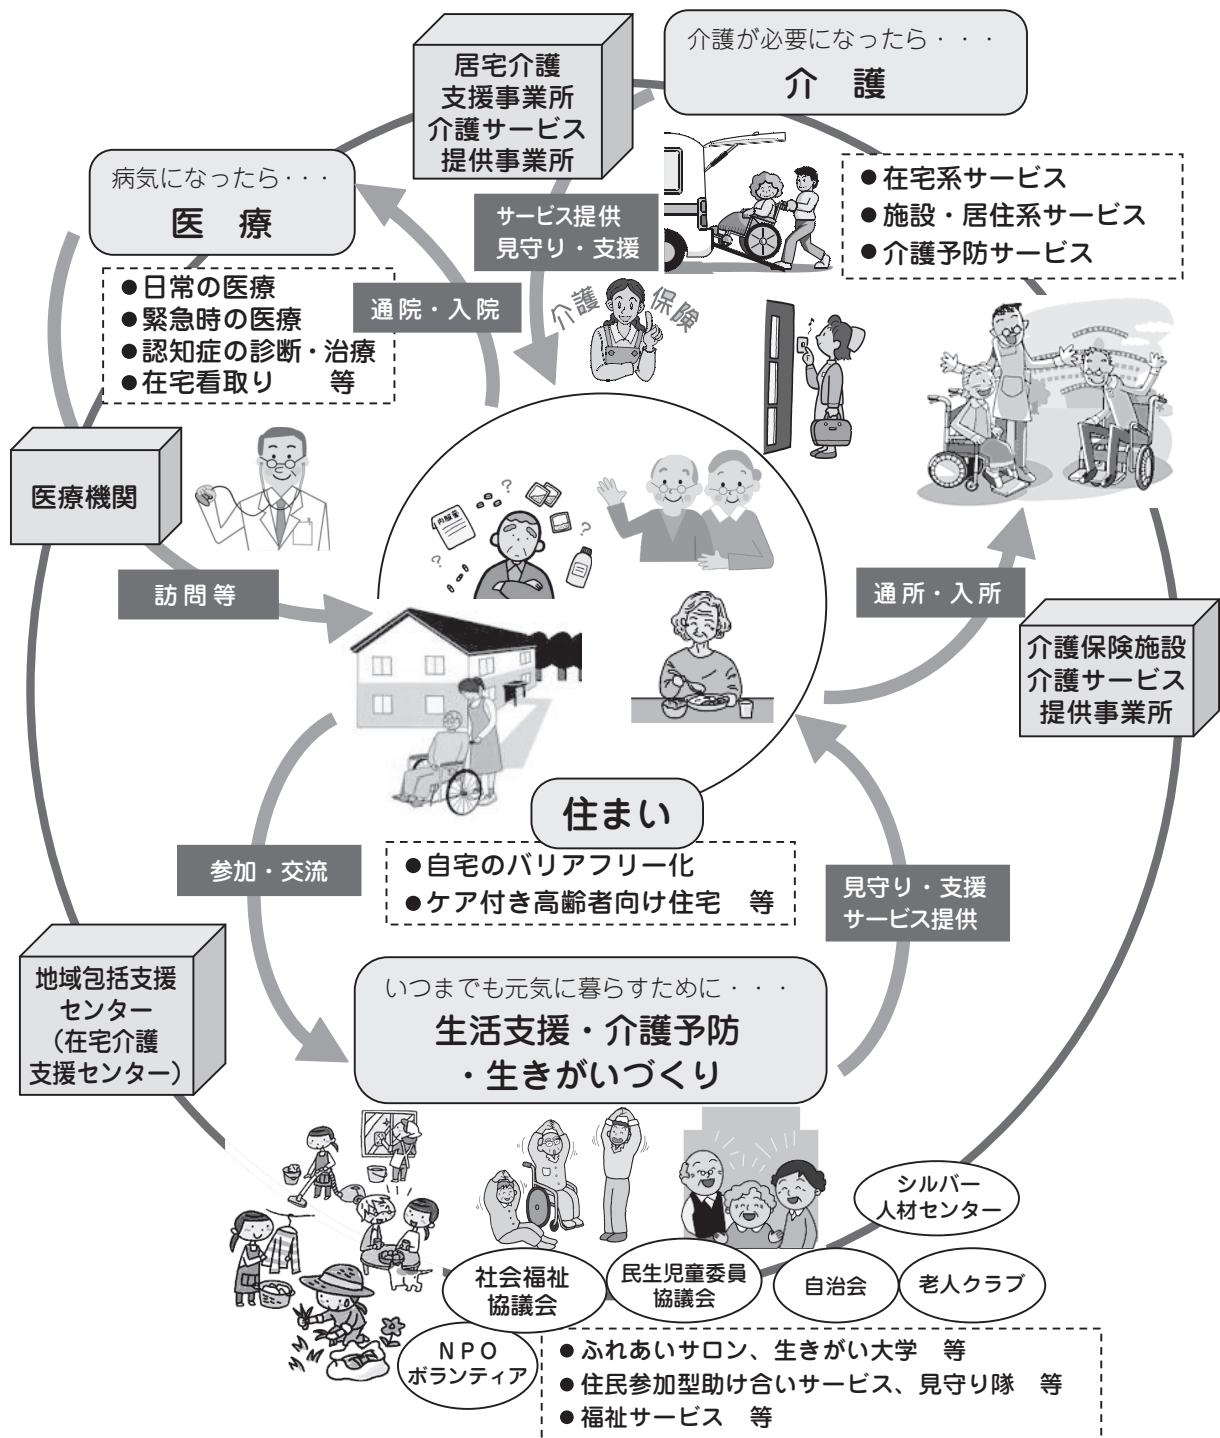 居宅介護
支援事業所
介護サービス
提供事業所
介護が必要になったら・・・
介　護
病気になったら・・・
医　療
●在宅系サービス
●施設・居住系サービス
●介護予防サービス
サービス提供
見守り・支援
●日常の医療
●緊急時の医療
●認知症の診断・治療
●在宅看取り　　等
通院・入院
介護
保険
医療機関
内服薬
?
?
?
訪問等
通所・入所
介護保険施設
介護サービス
提供事業所
住まい
●自宅のバリアフリー化
●ケア付き高齢者向け住宅　等
参加・交流
見守り・支援
サービス提供
地域包括支援
センター
（在宅介護
支援センター）
いつまでも元気に暮らすために・・・
生活支援・介護予防
・生きがいづくり
シルバー
人材センター
社会福祉
協議会
民生児童委員
協議会
自治会
老人クラブ
ＮＰＯ
ボランティア
●ふれあいサロン、生きがい大学　等
●住民参加型助け合いサービス、見守り隊　等
●福祉サービス　等